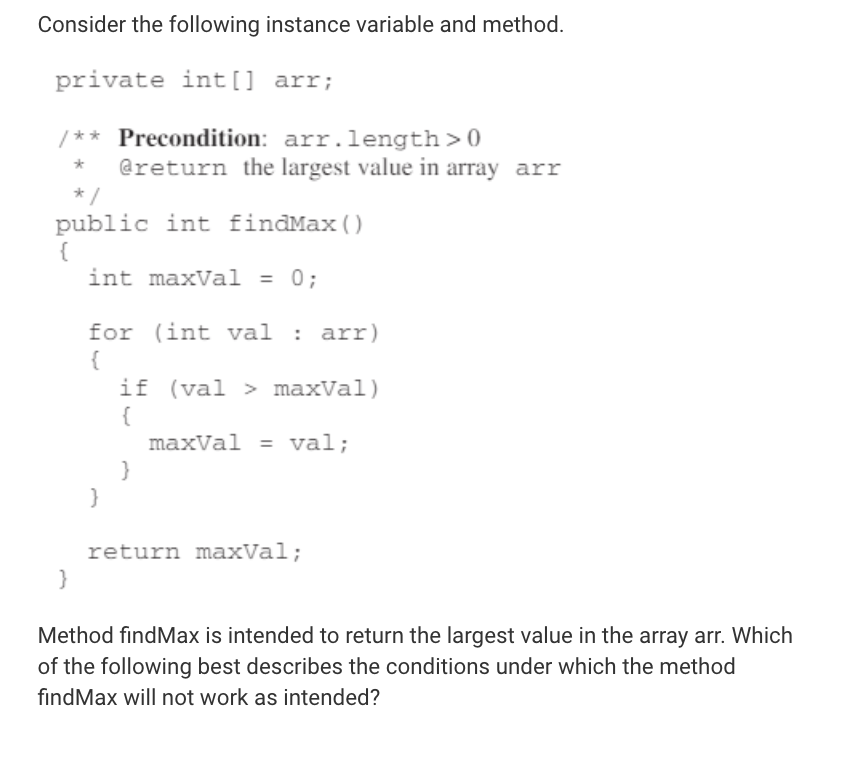 Consider the following instance variable and method.
private int[] arr;
/** Precondition: arr.length>0
* @return the largest value in array arr
*/
public int findMax()
{
int maxVal = 0;
for (int val : arr)
{
if (val > maxVal)
{
maxVal = val;
}
}
return maxVal;
}
Method findMax is intended to return the largest value in the array arr. Which
of the following best describes the conditions under which the method
findMax will not work as intended?